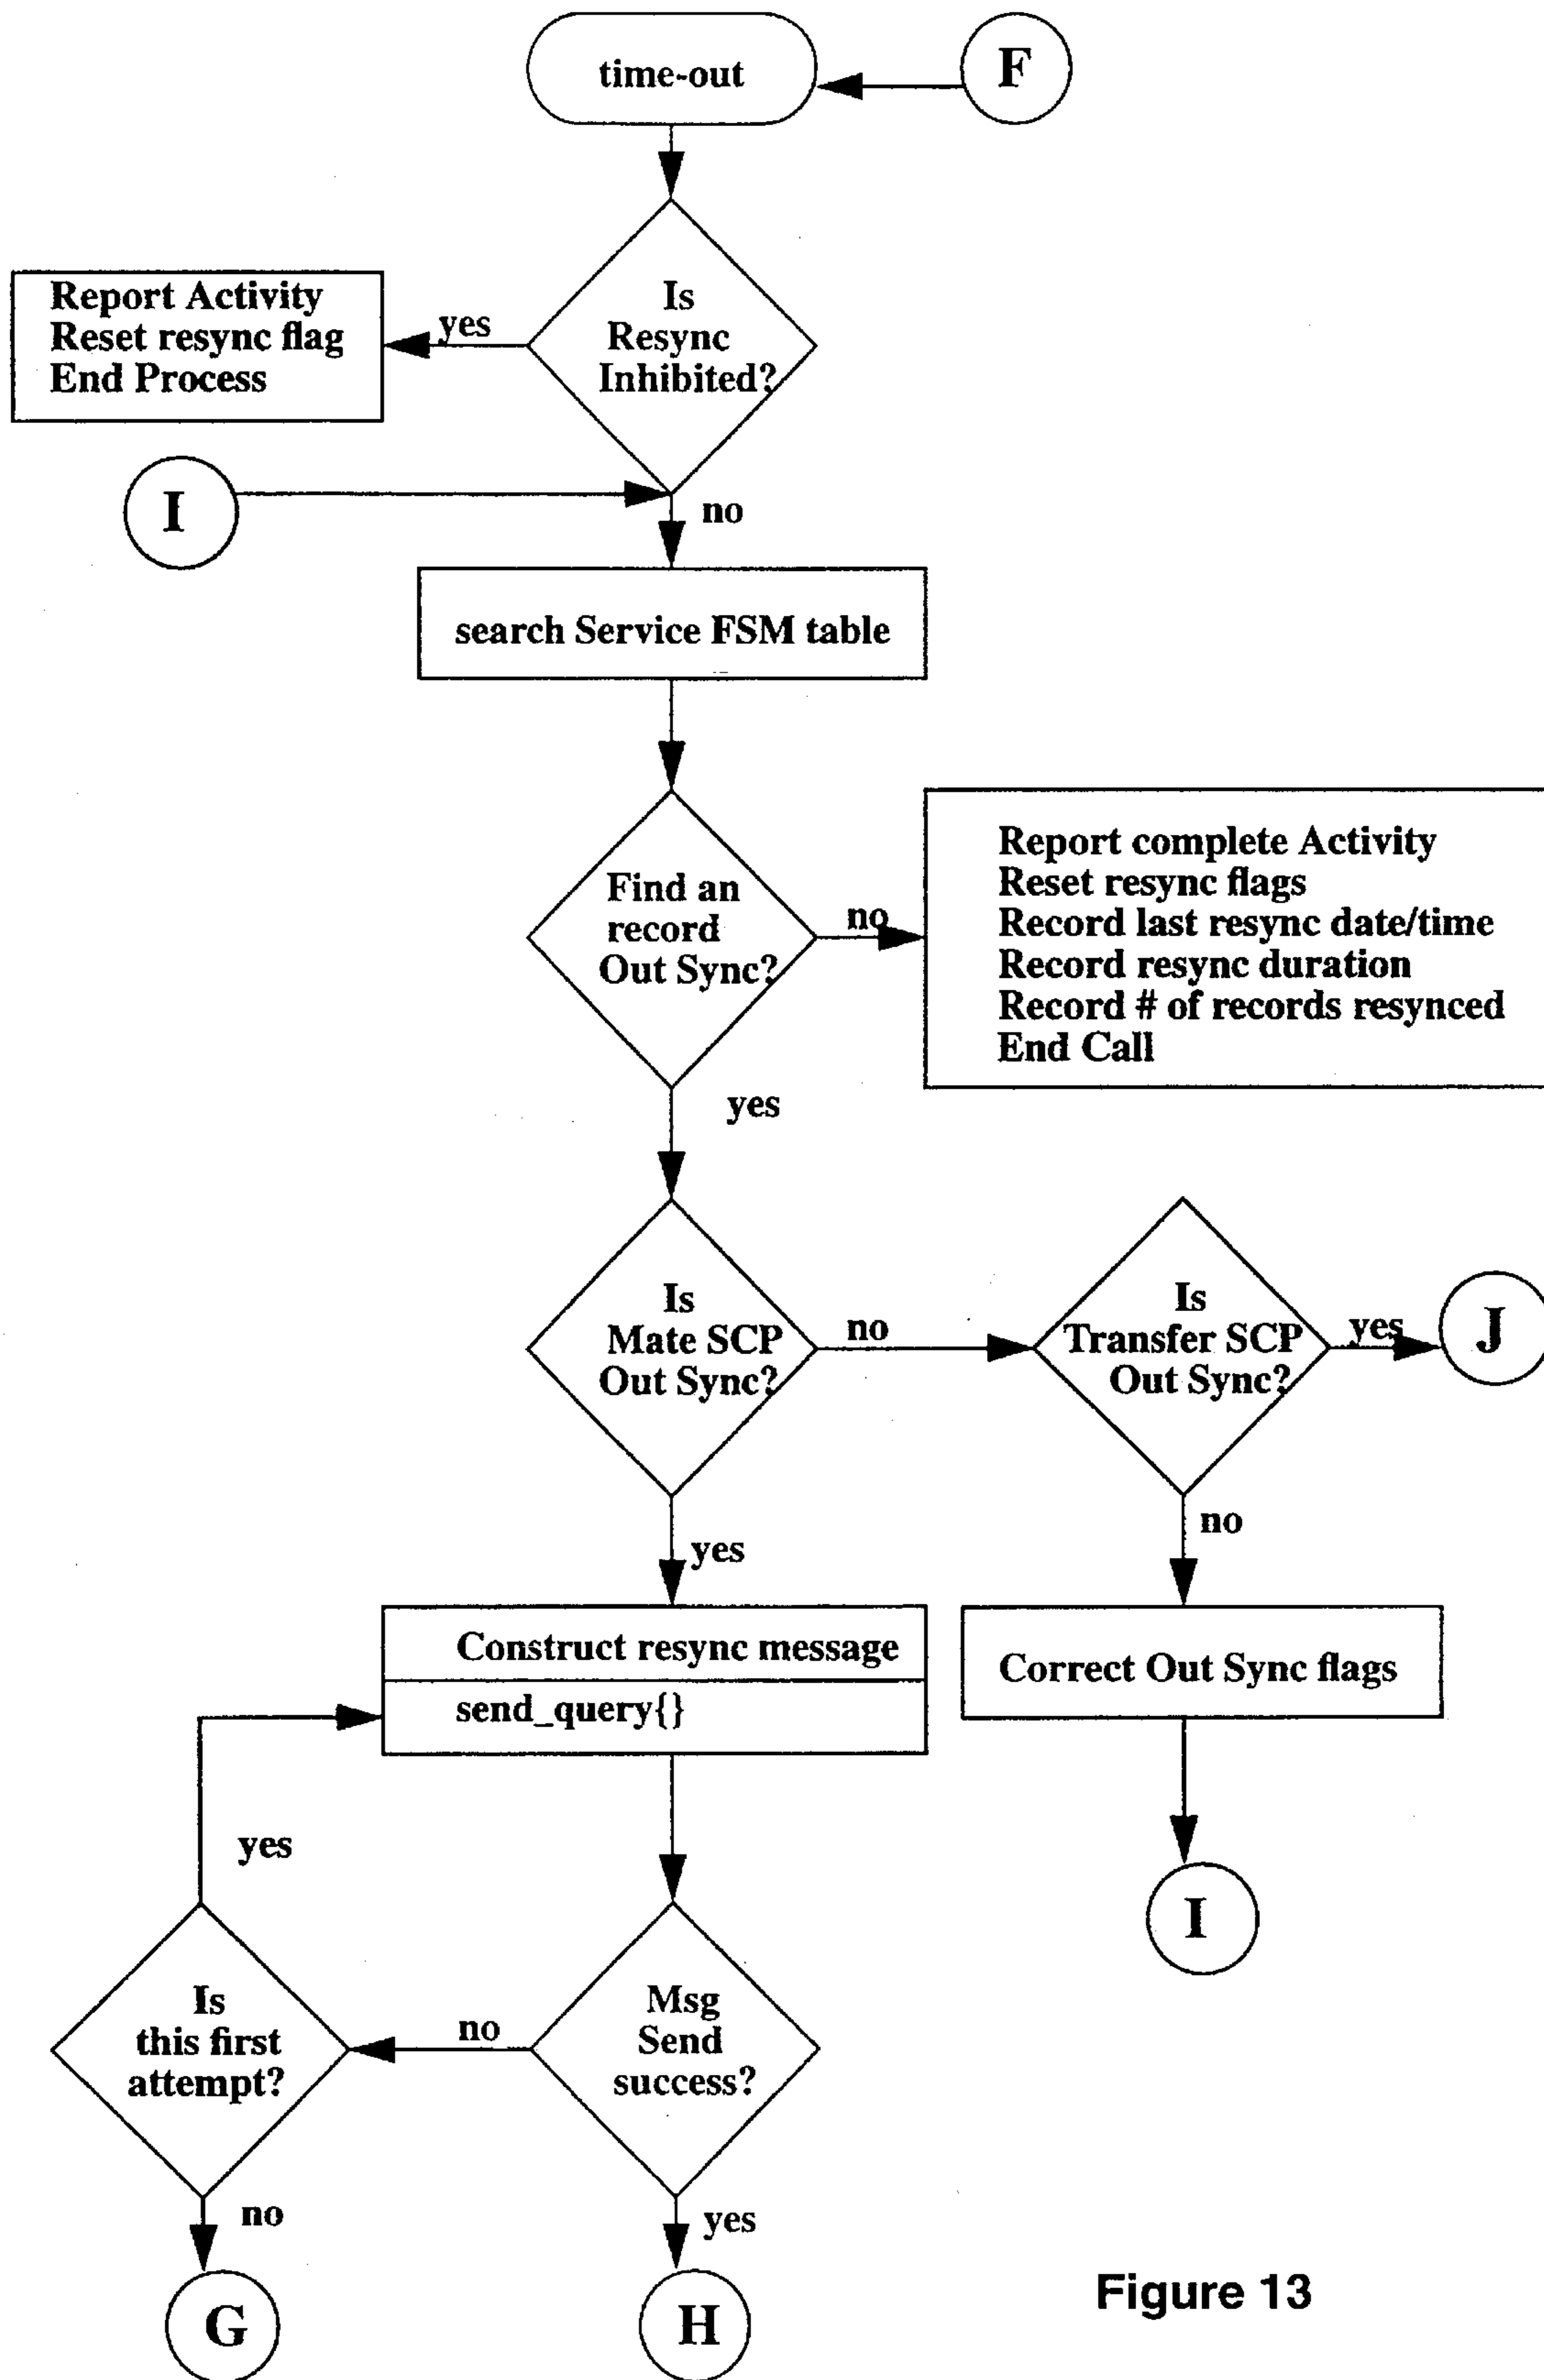 time-out
F
Is
Resync
Inhibited?
yes
Report Activity
Reset resync flag
End Process
I
no
search Service FSM table
Find an
record
Out Sync?
no
Report complete Activity
Reset resync flags
Record last resync date/time
Record resync duration
Record # of records resynced
End Call
yes
Is
Mate SCP
Out Sync?
no
Is
Transfer SCP
Out Sync?
yes
J
yes
no
Construct resync message
send_query{}
Correct Out Sync flags
yes
I
Is
this first
attempt?
no
Msg
Send
success?
no
yes
G
H
Figure 13